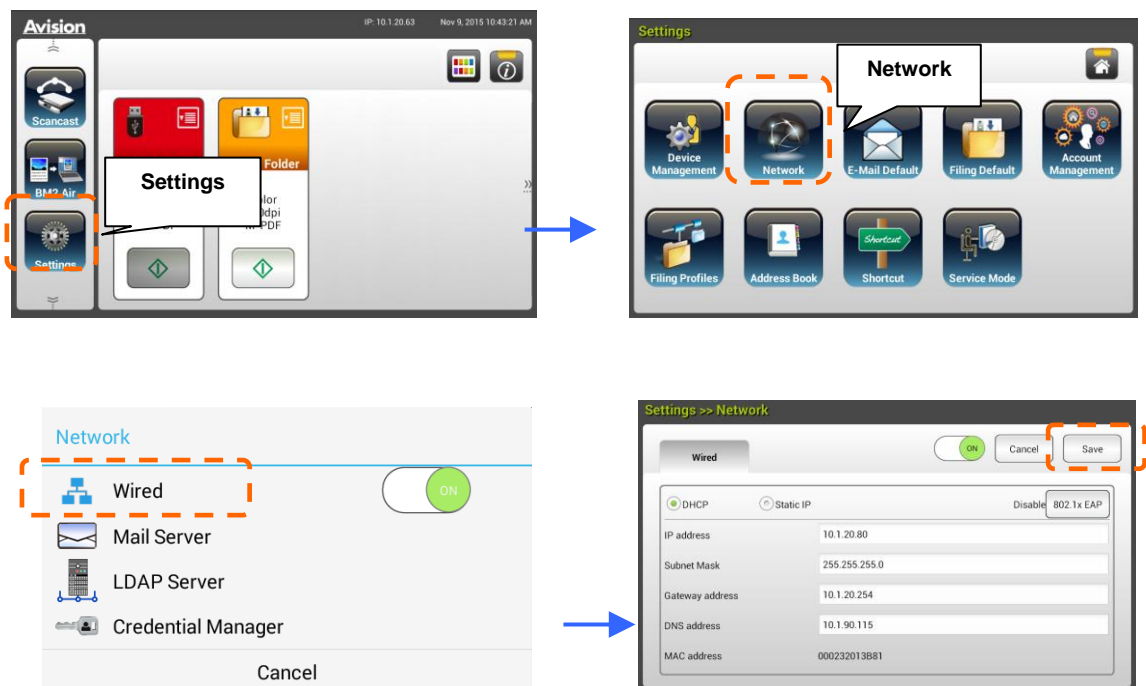 Avision
IP: 10.1.20.63 Nov 9, 2015 10:43:21 AM
Scancast
BM2 Air
Settings
Folder
Settings
Settings
Network
Device
Management
Network
E-Mail Default
Filing Default
Account
Management
Filing Profiles
Address Book
Shortcut
Shortcut
Service Mode
Network
Wired
ON
Mail Server
LDAP Server
Credential Manager
Cancel
Settings >> Network
Wired
ON
Cancel
Save
DHCP
Static IP
Disable
802.1x EAP
IP address
10.1.20.80
Subnet Mask
255.255.255.0
Gateway address
10.1.20.254
DNS address
10.1.90.115
MAC address
000232013B81